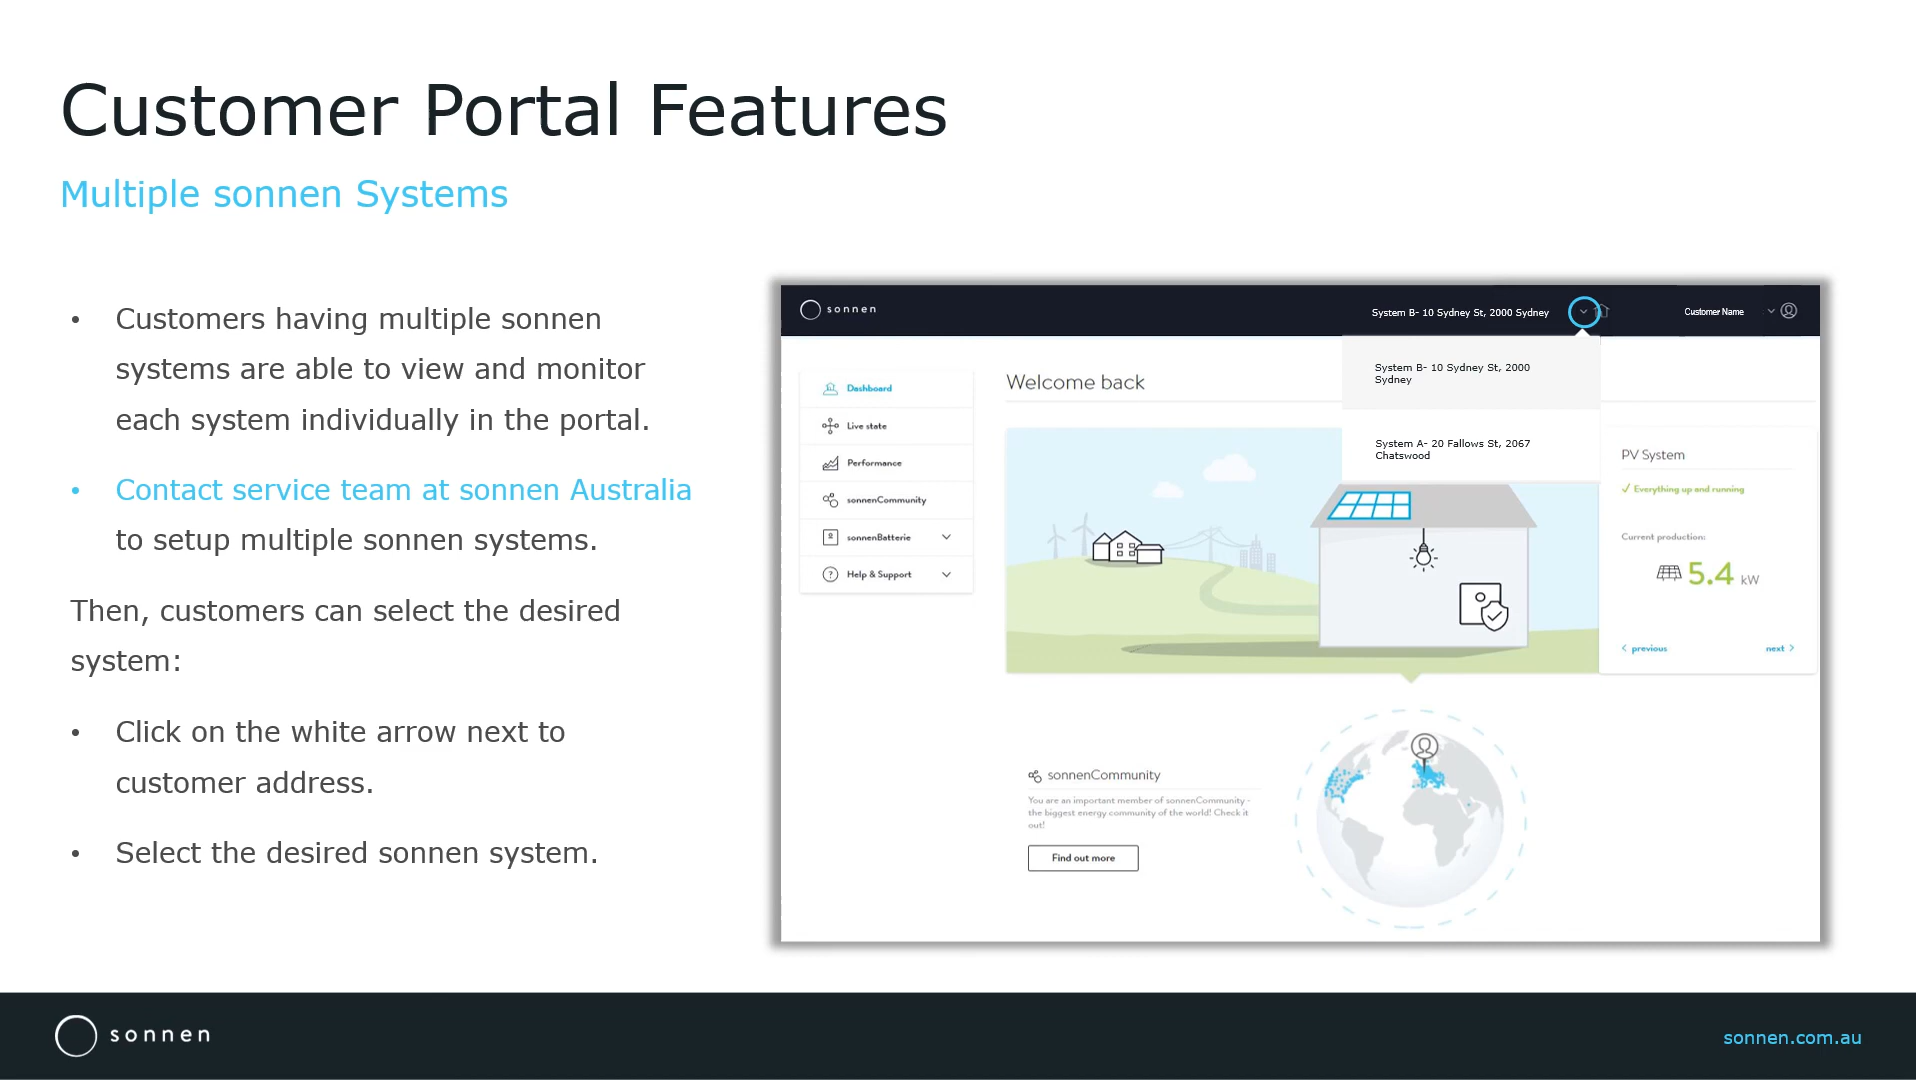 Customer Portal Features
Multiple sonnen Systems
• Customers having multiple sonnen
systems are able to view and monitor
each system individually in the portal.
• Contact service team at sonnen Australia
to setup multiple sonnen systems.
Then, customers can select the desired
system:
• Click on the white arrow next to
customer address.
• Select the desired sonnen system.
sonnen
System B- 10 Sydney St, 2000 Sydney
Customer Name
System B- 10 Sydney St, 2000
Sydney
System A- 20 Fallows St, 2067
Chatswood
Dashboard
Live state
Performance
sonnenCommunity
sonnenBatterie
Help & Support
Welcome back
PV System
Everything up and running
Current production:
5.4 kW
previous
next
sonnenCommunity
You are an important member of sonnenCommunity -
the biggest energy community of the world! Check it
out!
Find out more
sonnen
sonnen.com.au